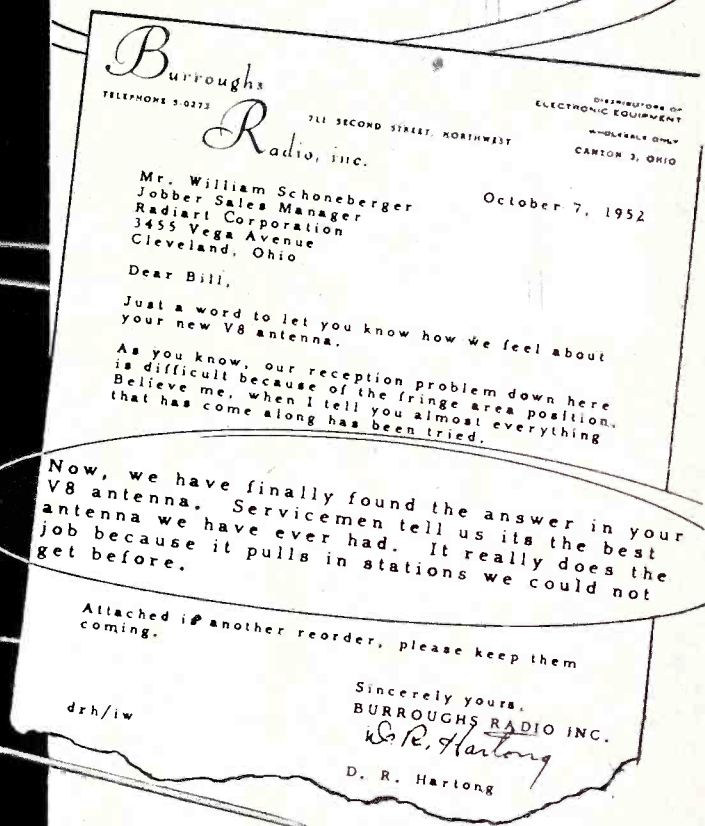 Burroughs
TELEPHONE 5-0273
Radio, inc.
711 SECOND STREET, NORTHWEST
DISTRIBUTORS OF
ELECTRONIC EQUIPMENT
WHOLESALE ONLY
CANTON 3, OHIO
October 7, 1952
Mr. William Schoneberger
Jobber Sales Manager
Radiart Corporation
3455 Vega Avenue
Cleveland, Ohio
Dear Bill,
Just a word to let you know how we feel about
your new V8 antenna.
As you know, our reception problem down here
is difficult because of the fringe area position.
Believe me, when I tell you almost everything
that has come along has been tried.
Now, we have finally found the answer in your
V8 antenna. Servicemen tell us its the best
antenna we have ever had. It really does the
job because it pulls in stations we could not
get before.
Attached is another reorder, please keep them
coming.
Sincerely yours,
BURROUGHS RADIO INC.
D. R. Hartong
D. R. Hartong
drh/iw